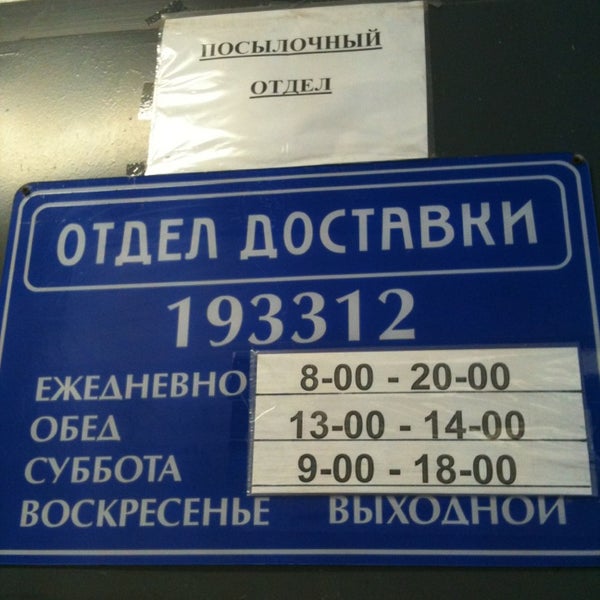 ПОСЫЛОЧНЫЙ
ОТДЕЛ
ОТДЕЛ ДОСТАВКИ
193312
ЕЖЕДНЕВНО 8-00 - 20-00
ОБЕД 13-00 - 14-00
СУББОТА 9-00 - 18-00
ВОСКРЕСЕНЬЕ ВЫХОДНОЙ